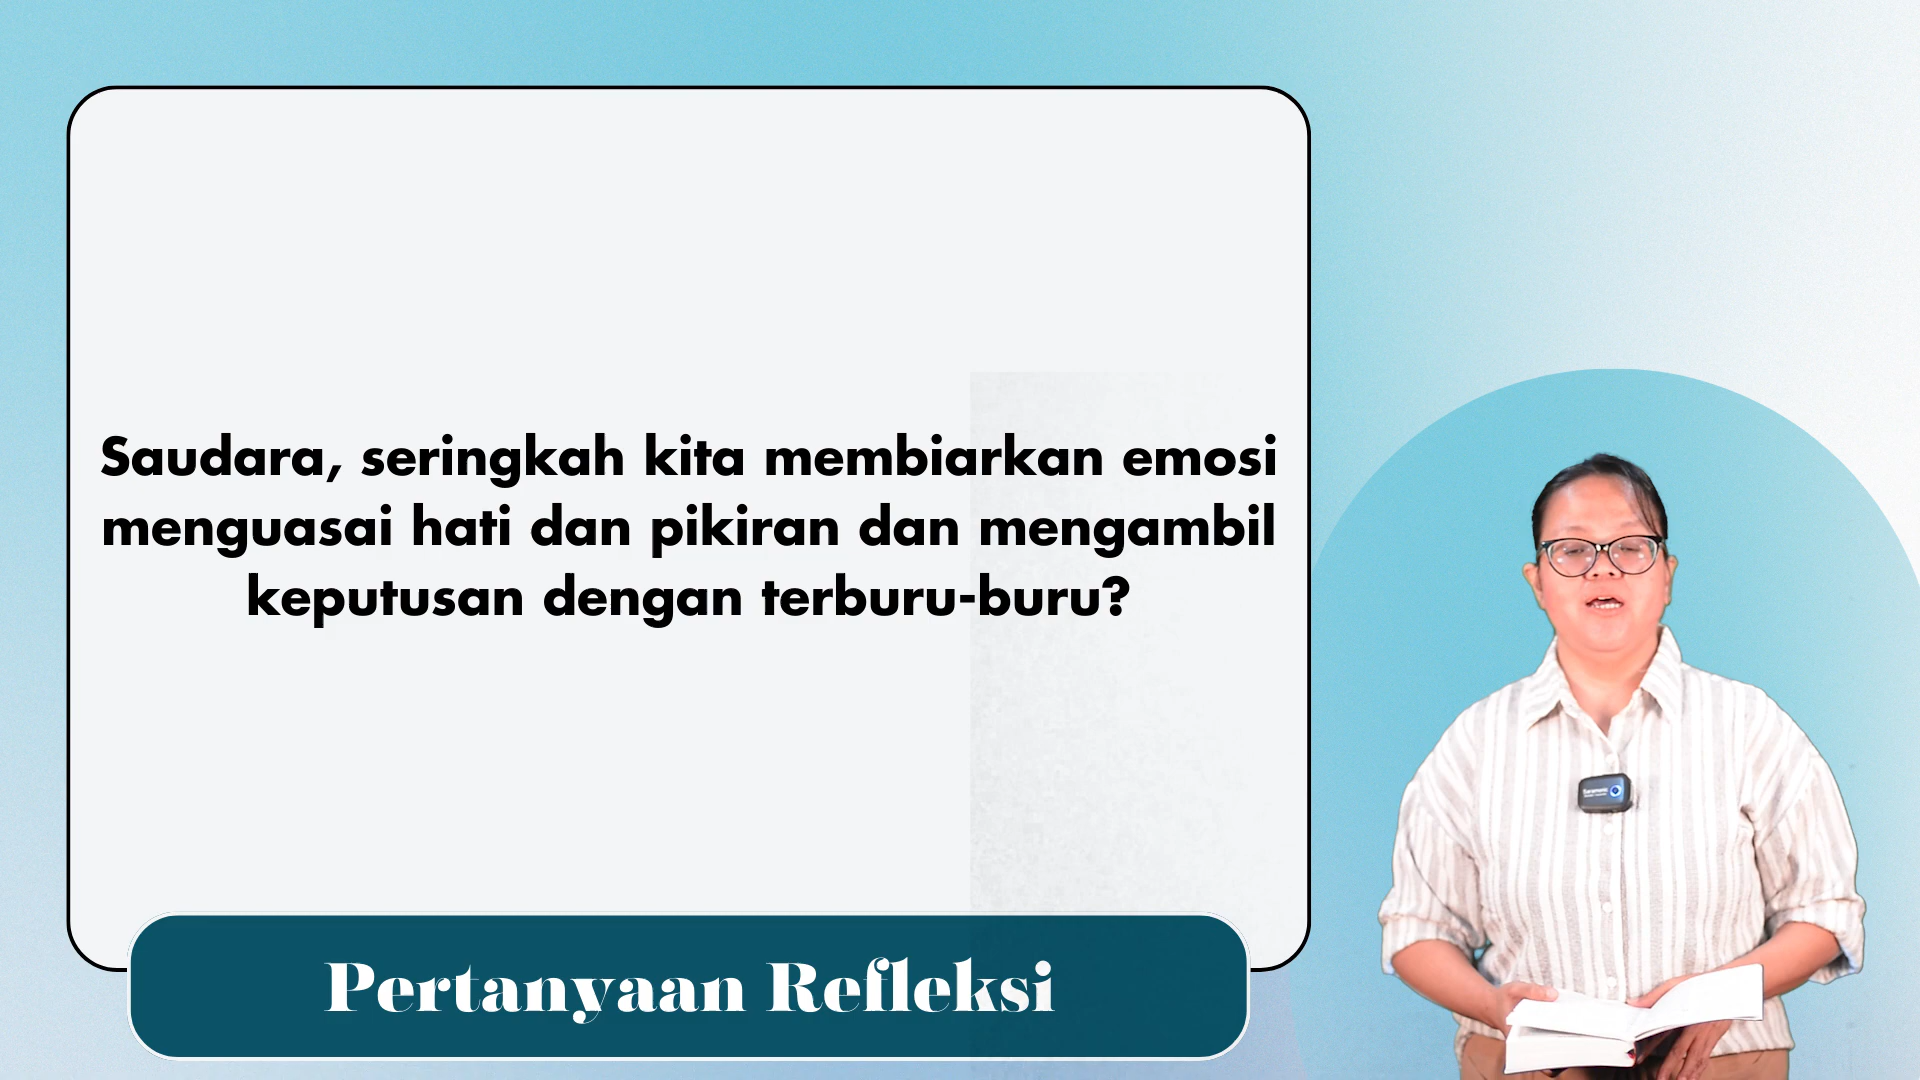 Saudara, seringkah kita membiarkan emosi
menguasai hati dan pikiran dan mengambil
keputusan dengan terburu-buru?
Pertanyaan Refleksi